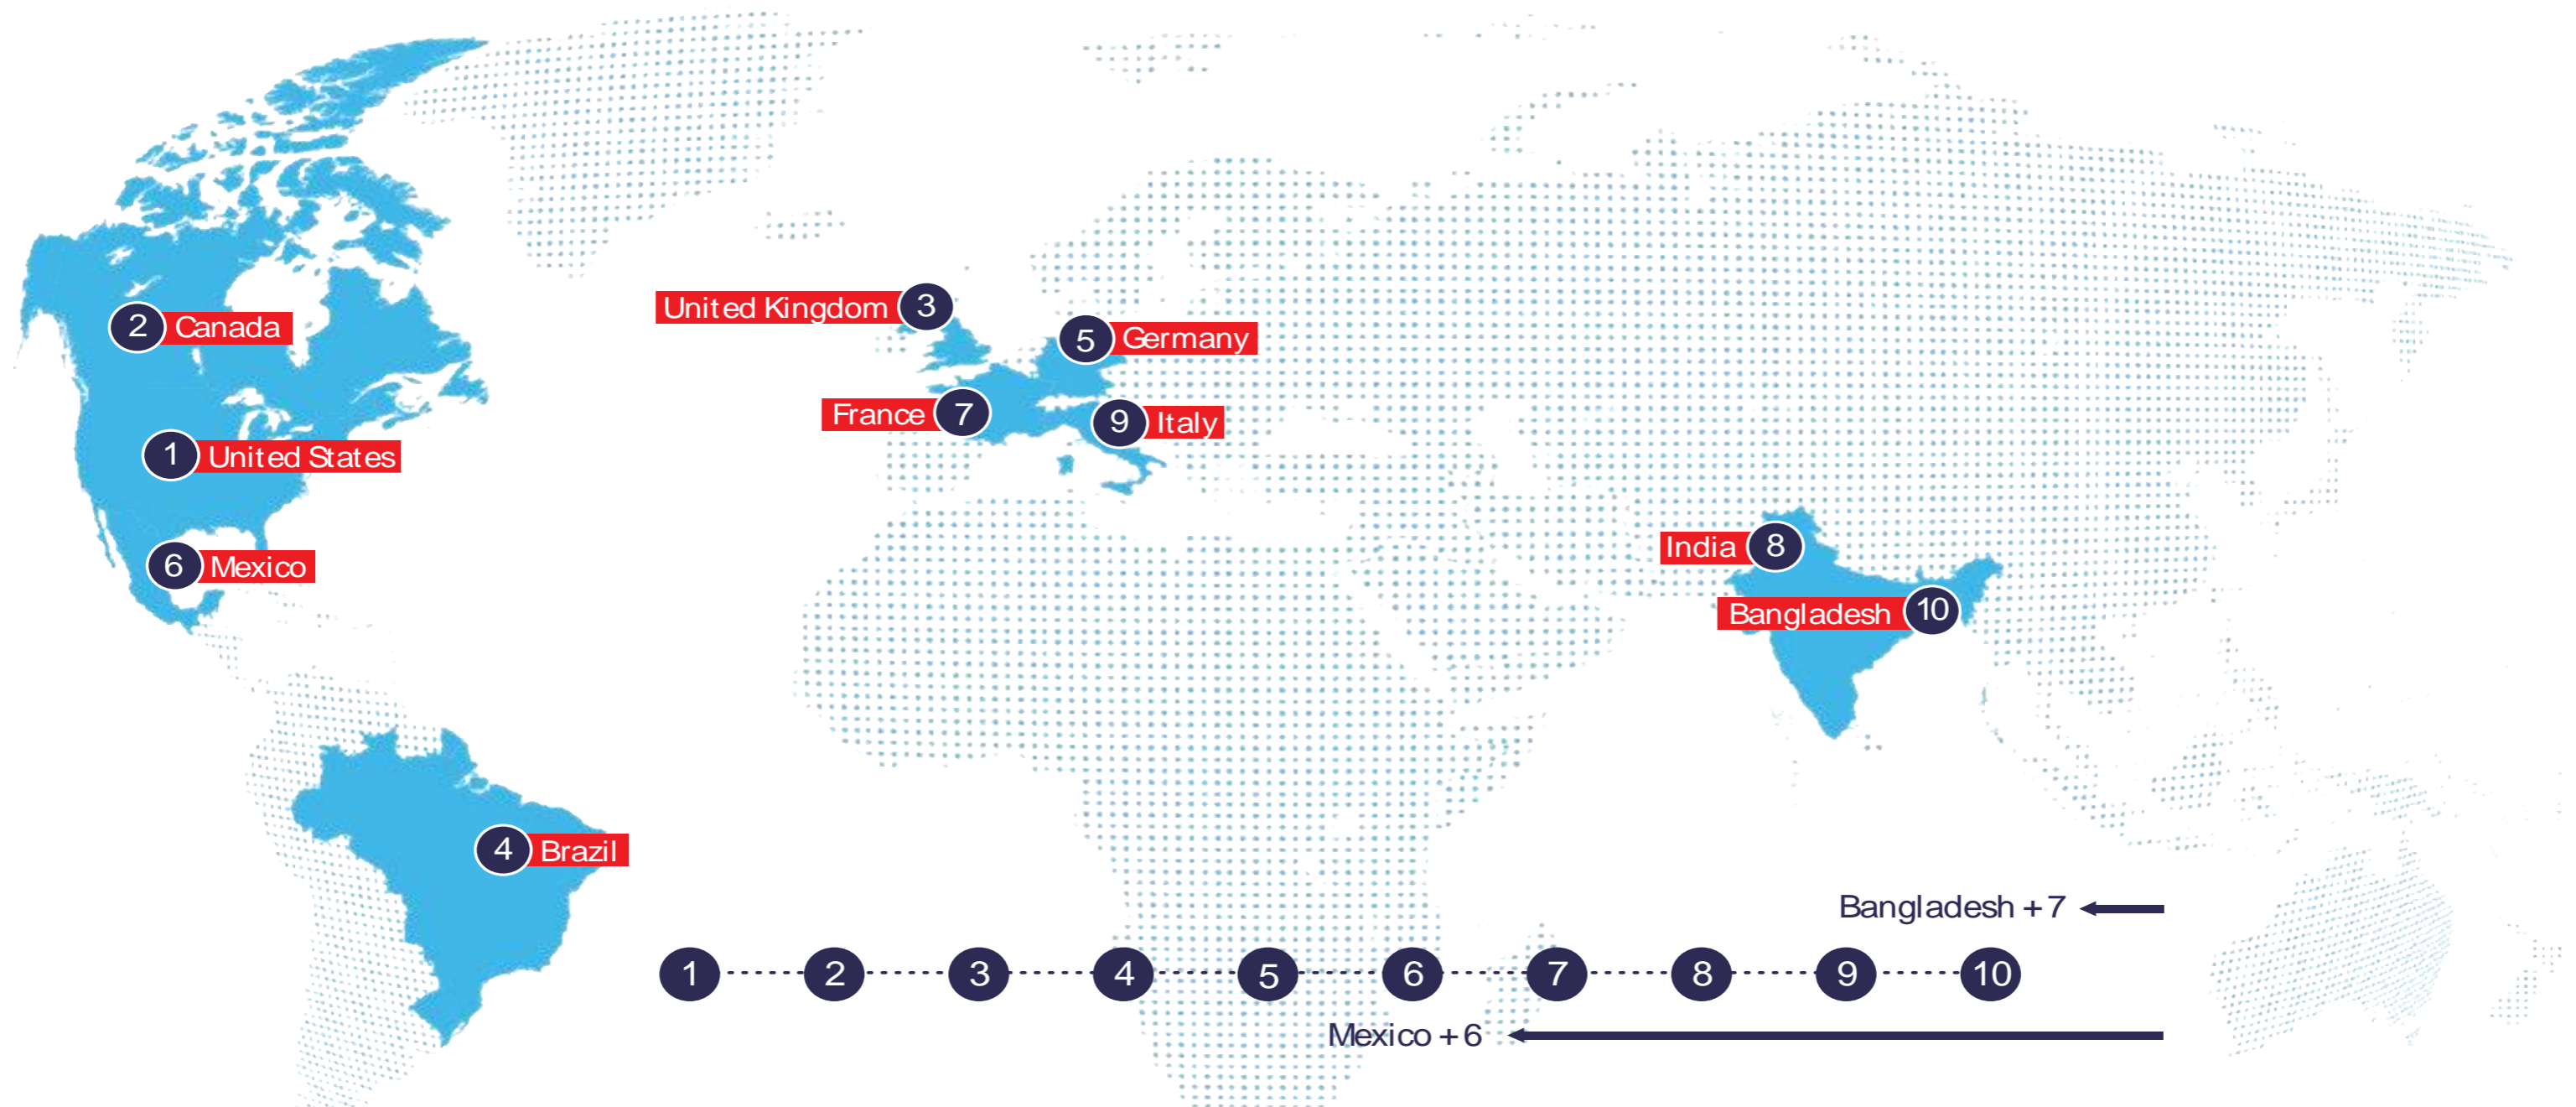 2 Canada
1 United States
6 Mexico
4 Brazil
United Kingdom 3
5 Germany
France 7
9 Italy
India 8
Bangladesh 10
Bangladesh + 7
1 2 3 4 5 6 7 8 9 10
Mexico + 6